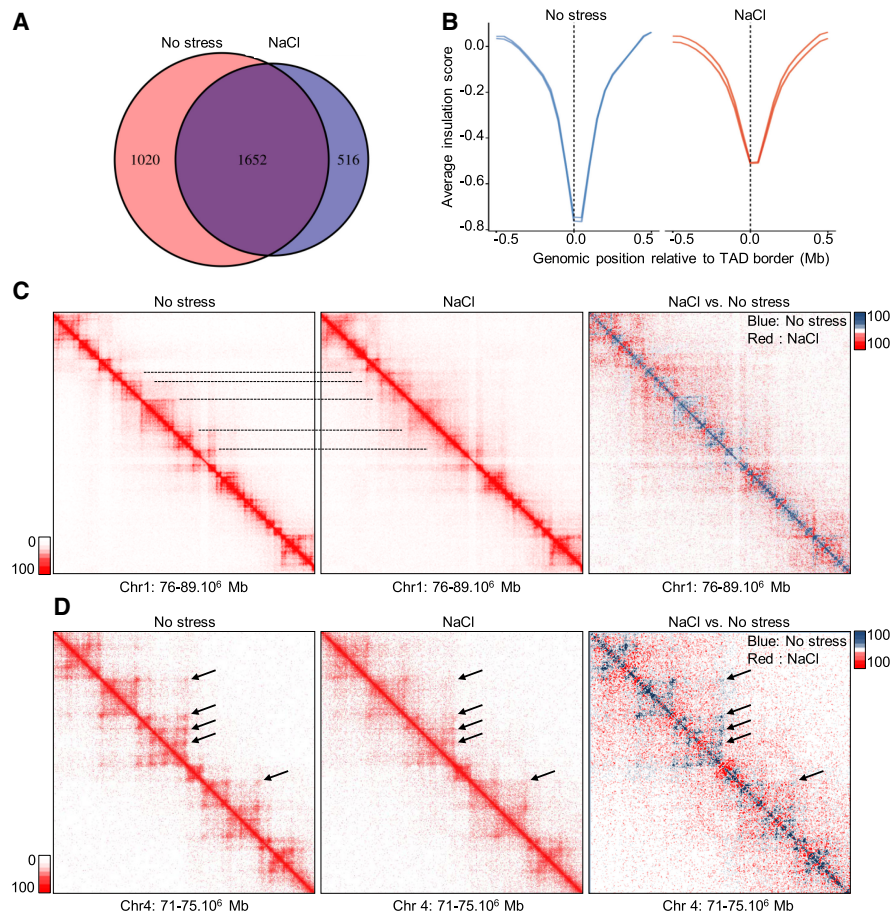 A
No stress
NaCl
1020
1652
516
B
No stress
NaCl
Average insulation score
0.0
-0.2
-0.4
-0.6
-0.8
-0.5
0.0
0.5
-0.5
0.0
0.5
Genomic position relative to TAD border (Mb)
C
No stress
NaCl
NaCl vs. No stress
Blue: No stress
Red : NaCl
100
100
0
100
Chr1: 76-89.10⁶ Mb
Chr1: 76-89.10⁶ Mb
Chr1: 76-89.10⁶ Mb
D
No stress
NaCl
NaCl vs. No stress
Blue: No stress
Red : NaCl
100
100
0
100
Chr4: 71-75.10⁶ Mb
Chr 4: 71-75.10⁶ Mb
Chr 4: 71-75.10⁶ Mb